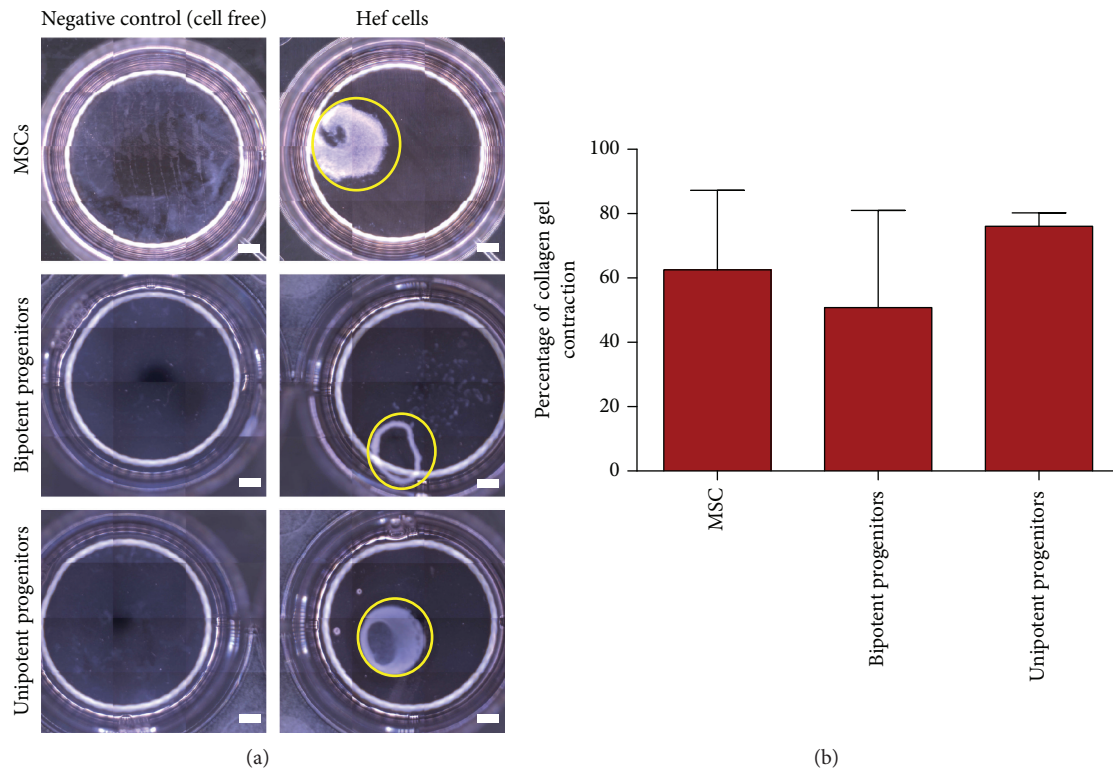 Negative control (cell free)
Hef cells
MSCs
Bipotent progenitors
Unipotent progenitors
(a)
Percentage of collagen gel
contraction
100
80
60
40
20
0
MSC
Bipotent progenitors
Unipotent progenitors
(b)